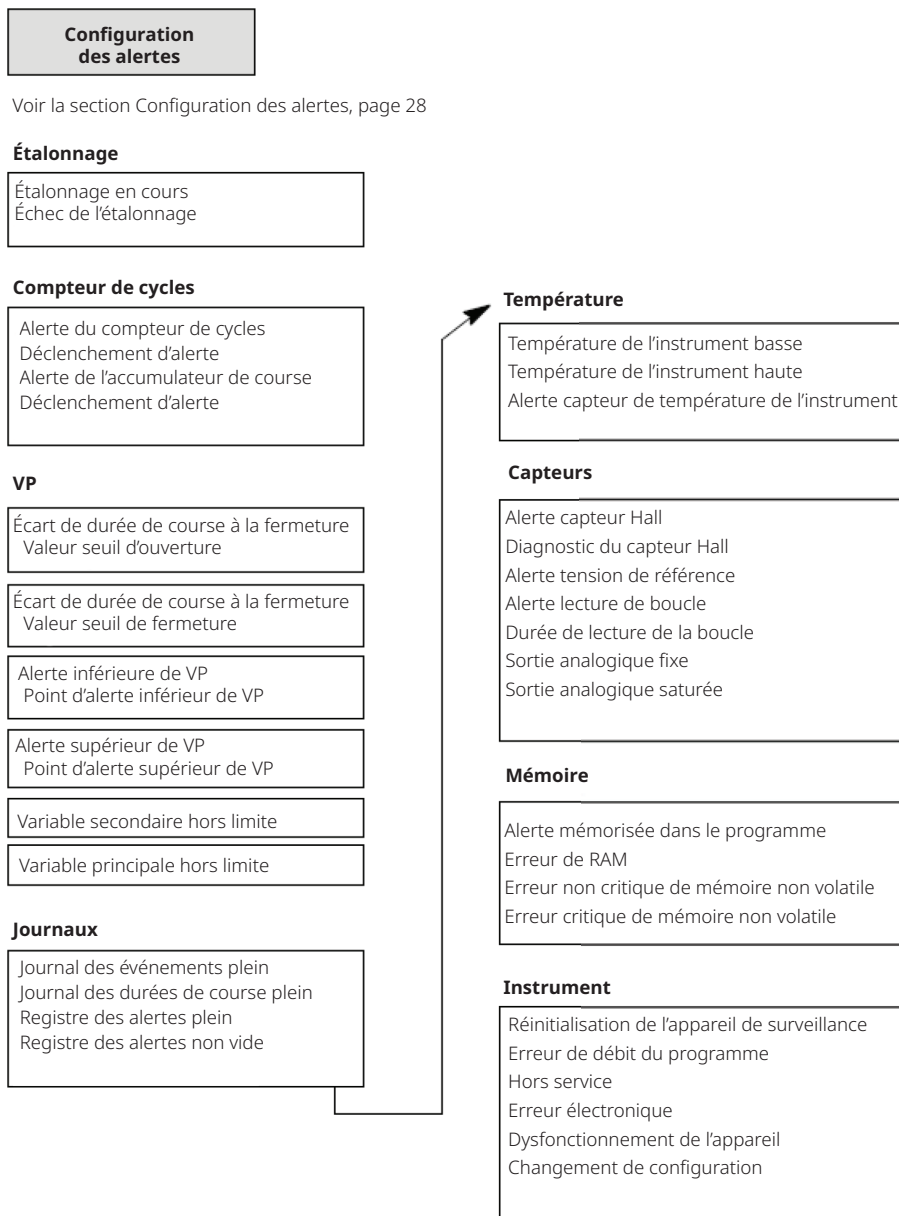 Configuration
des alertes
Voir la section Configuration des alertes, page 28
Étalonnage
Étalonnage en cours
Échec de l'étalonnage
Compteur de cycles
Alerte du compteur de cycles
Déclenchement d'alerte
Alerte de l'accumulateur de course
Déclenchement d'alerte
VP
Écart de durée de course à la fermeture
Valeur seuil d'ouverture
Écart de durée de course à la fermeture
Valeur seuil de fermeture
Alerte inférieure de VP
Point d'alerte inférieur de VP
Alerte supérieur de VP
Point d'alerte supérieur de VP
Variable secondaire hors limite
Variable principale hors limite
Journaux
Journal des événements plein
Journal des durées de course plein
Registre des alertes plein
Registre des alertes non vide
Température
Température de l'instrument basse
Température de l'instrument haute
Alerte capteur de température de l'instrument
Capteurs
Alerte capteur Hall
Diagnostic du capteur Hall
Alerte tension de référence
Alerte lecture de boucle
Durée de lecture de la boucle
Sortie analogique fixe
Sortie analogique saturée
Mémoire
Alerte mémorisée dans le programme
Erreur de RAM
Erreur non critique de mémoire non volatile
Erreur critique de mémoire non volatile
Instrument
Réinitialisation de l'appareil de surveillance
Erreur de débit du programme
Hors service
Erreur électronique
Dysfonctionnement de l'appareil
Changement de configuration